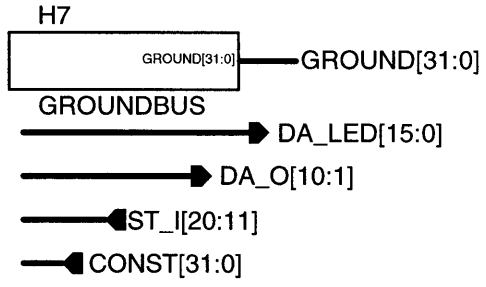 H7
GROUND[31:0] GROUND[31:0]
GROUNDBUS
DA_LED[15:0]
DA_O[10:1]
ST_I[20:11]
CONST[31:0]